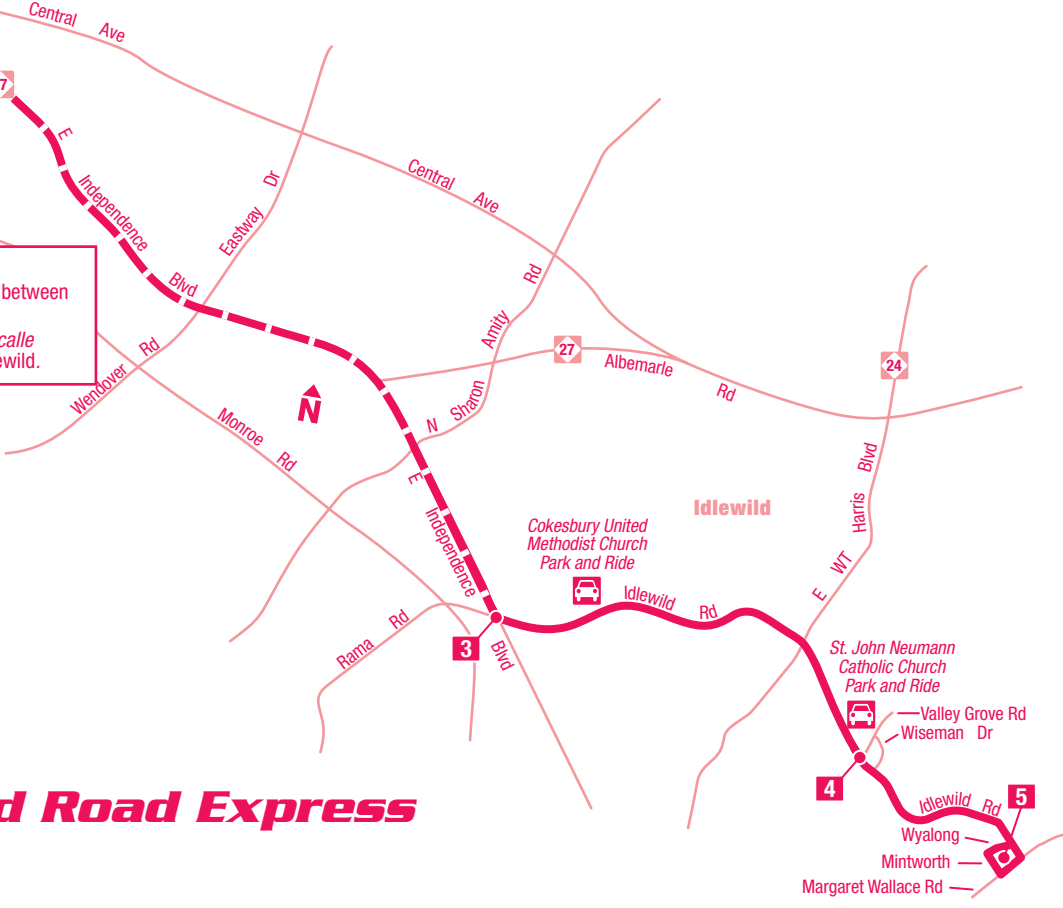 Central Ave
7
E Independence Blvd
Eastway Dr
Central Ave
between
calle
ewild.
Wendover Rd
Monroe Rd
N
N Sharon Amity Rd
27
Albemarle Rd
24
E Independence Blvd
Idlewild
Cokesbury United
Methodist Church
Park and Ride
Idlewild Rd
E WT Harris Blvd
Rama Rd
3
St. John Neumann
Catholic Church
Park and Ride
Valley Grove Rd
Wiseman Dr
4
d Road Express
Idlewild Rd
5
Wyalong
Mintworth
Margaret Wallace Rd